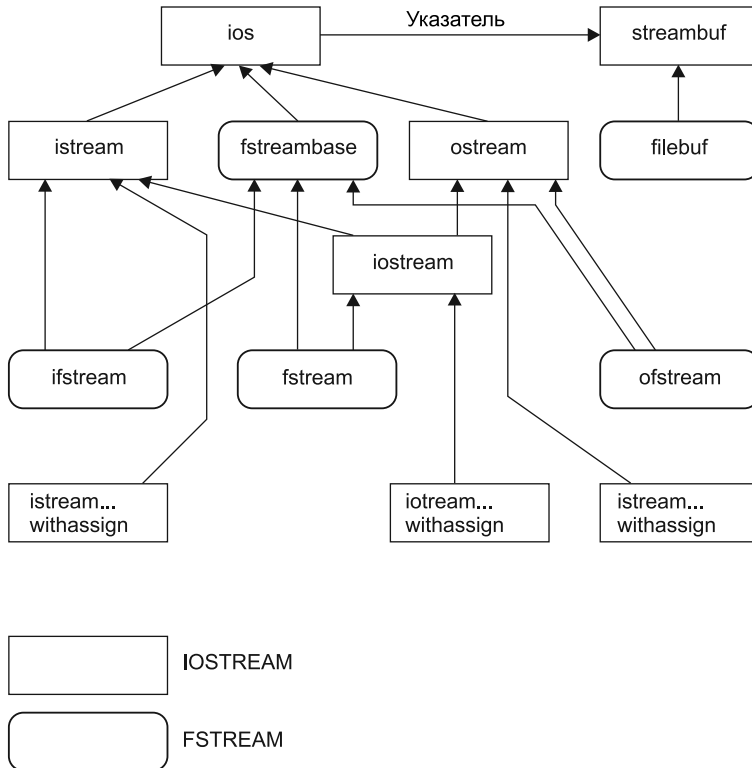 ios
Указатель
streambuf
istream
fstreambase
ostream
filebuf
iostream
ifstream
fstream
ofstream
istream...
withassign
iotream...
withassign
istream...
withassign
IOSTREAM
FSTREAM